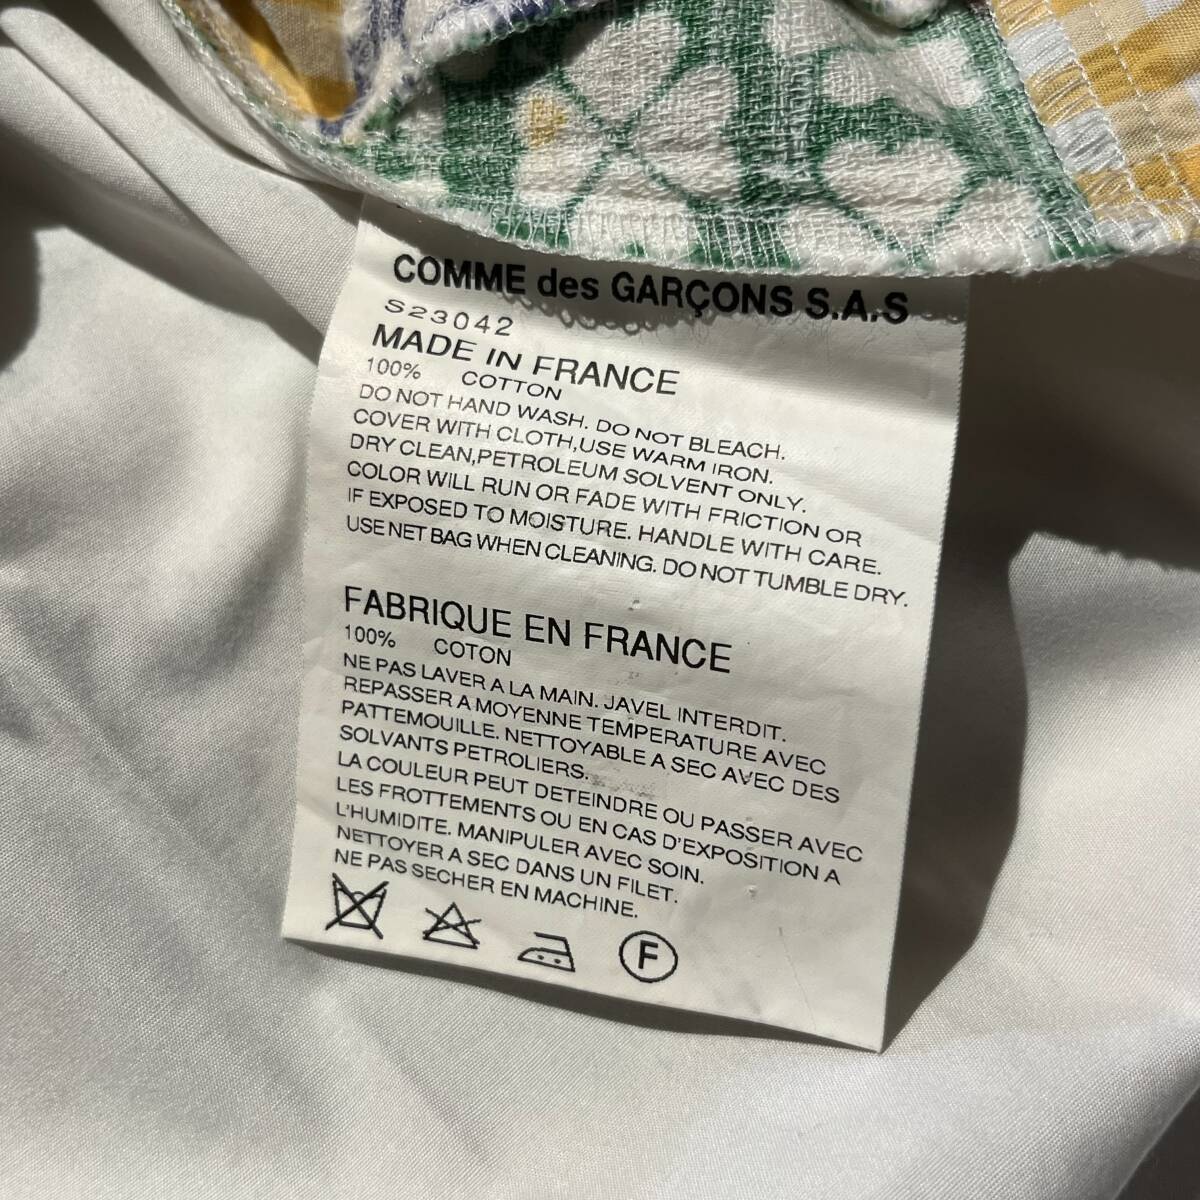 COMME des GARÇONS S.A.S
S23042
MADE IN FRANCE
100% COTTON
DO NOT HAND WASH. DO NOT BLEACH.
COVER WITH CLOTH,USE WARM IRON.
DRY CLEAN,PETROLEUM SOLVENT ONLY.
COLOR WILL RUN OR FADE WITH FRICTION OR
IF EXPOSED TO MOISTURE. HANDLE WITH CARE.
USE NET BAG WHEN CLEANING. DO NOT TUMBLE DRY.
FABRIQUE EN FRANCE
100% COTON
NE PAS LAVER A LA MAIN. JAVEL INTERDIT.
REPASSER A MOYENNE TEMPERATURE AVEC
PATTEMOUILLE. NETTOYABLE A SEC AVEC DES
SOLVANTS PETROLIERS.
LA COULEUR PEUT DETEINDRE OU PASSER AVEC
LES FROTTEMENTS OU EN CAS D'EXPOSITION A
L'HUMIDITE. MANIPULER AVEC SOIN.
NETTOYER A SEC DANS UN FILET.
NE PAS SECHER EN MACHINE.
F